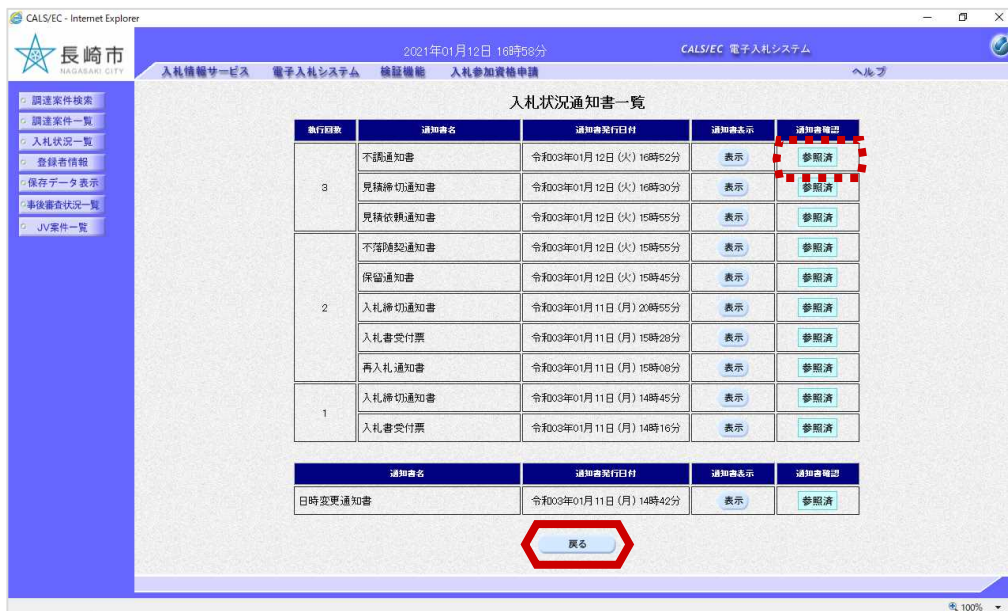 CALS/EC - Internet Explorer
長崎市
NAGASAKI CITY
2021年01月12日 16時58分
CALS/EC 電子入札システム
入札情報サービス 電子入札システム 検証機能 入札参加資格申請 ヘルプ
調達案件検索
調達案件一覧
入札状況一覧
登録者情報
保存データ表示
事後審査状況一覧
JV案件一覧
入札状況通知書一覧
執行回数 通知書名 通知書発行日付 通知書表示 通知書確認
3
不調通知書 令和03年01月12日 (火) 16時52分 表示 参照済
見積締切通知書 令和03年01月12日 (火) 16時30分 表示 参照済
見積依頼通知書 令和03年01月12日 (火) 15時55分 表示 参照済
2
不落随契通知書 令和03年01月12日 (火) 15時55分 表示 参照済
保留通知書 令和03年01月12日 (火) 15時45分 表示 参照済
入札締切通知書 令和03年01月11日 (月) 20時55分 表示 参照済
入札書受付票 令和03年01月11日 (月) 15時28分 表示 参照済
再入札通知書 令和03年01月11日 (月) 15時08分 表示 参照済
1
入札締切通知書 令和03年01月11日 (月) 14時45分 表示 参照済
入札書受付票 令和03年01月11日 (月) 14時16分 表示 参照済
通知書名 通知書発行日付 通知書表示 通知書確認
日時変更通知書 令和03年01月11日 (月) 14時42分 表示 参照済
戻る
100%